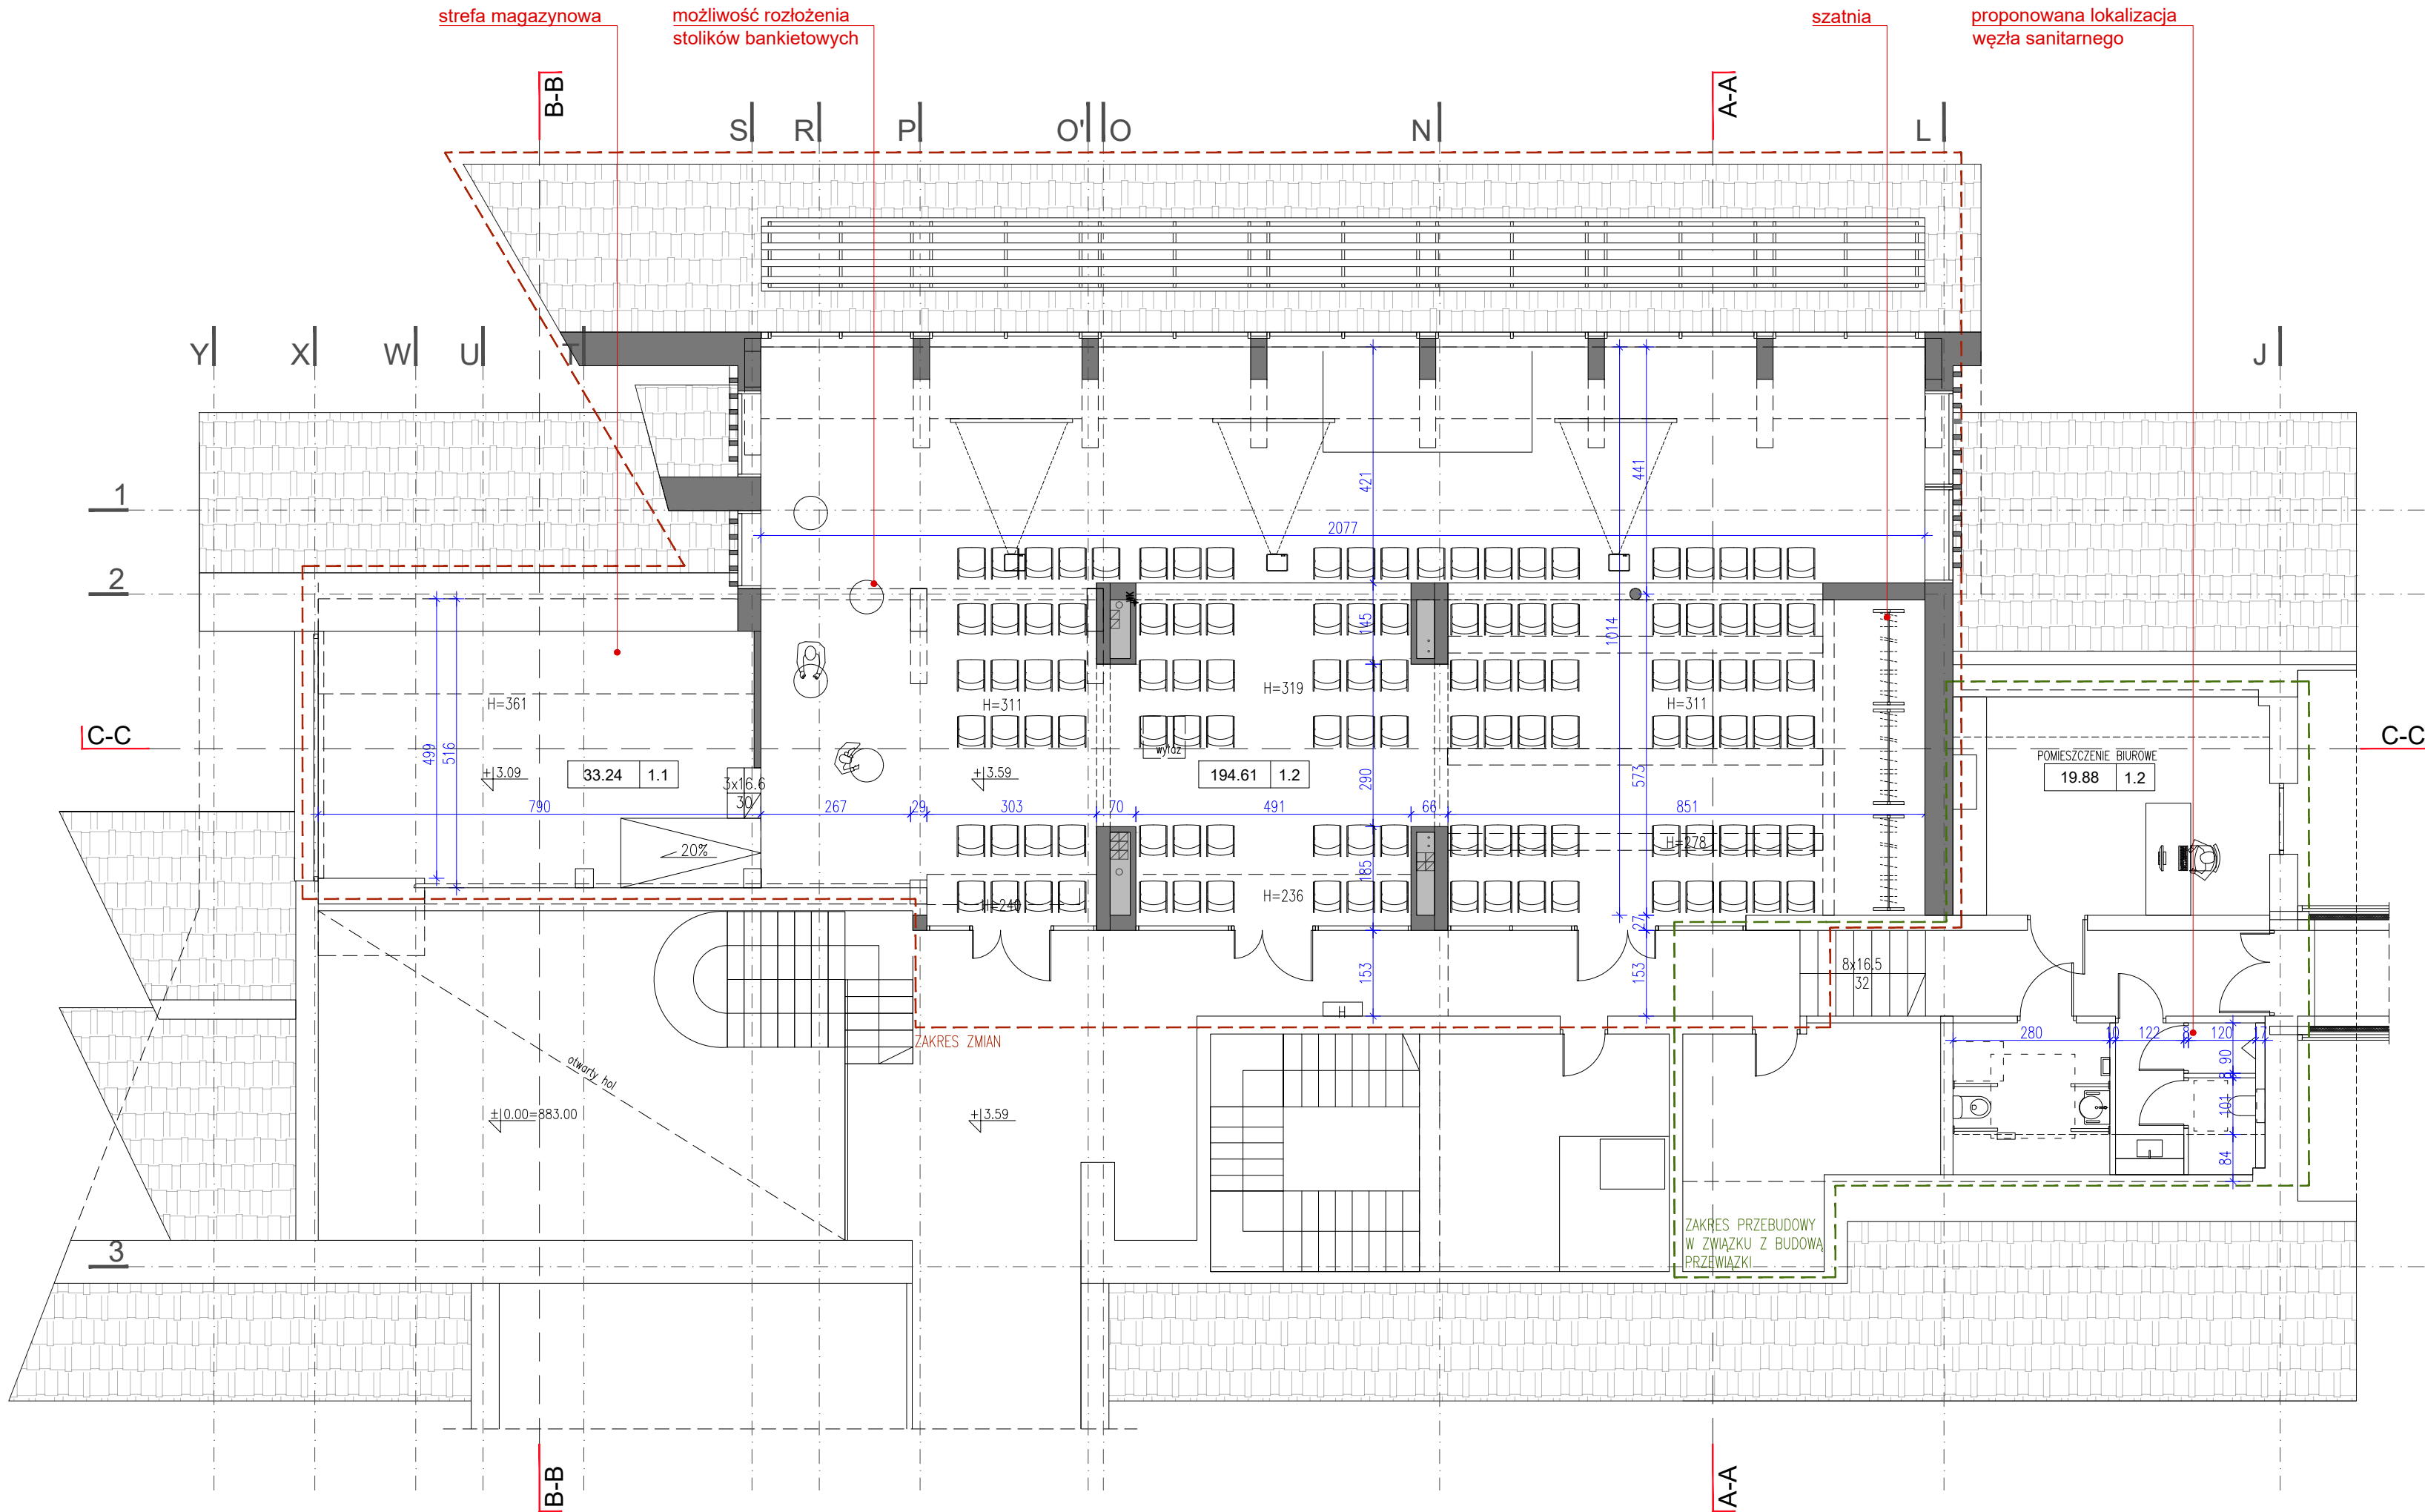 strefa magazynowa
możliwość rozłożenia
stolików bankietowych
szatnia
proponowana lokalizacja
węzła sanitarnego
B-B
A-A
S
R
P
O'
O
N
L
Y
X
W
U
T
J
1
2
3
C-C
C-C
2077
421
441
1014
145
573
290
185
27
153
153
499
516
H=361
H=311
H=319
H=311
H=278
H=236
H=240
wyłaz
+3.09
33.24 1.1
3x16.6
30
+3.59
194.61 1.2
POMIESZCZENIE BIUROWE
19.88 1.2
790
267
29
303
70
491
66
851
20%
8x16.5
32
H
ZAKRES ZMIAN
otwarty hol
±0.00=883.00
+3.59
280
10
122
8
120
17
90
8
101
84
ZAKRES PRZEBUDOWY
W ZWIĄZKU Z BUDOWĄ
PRZEWIĄZKI
B-B
A-A